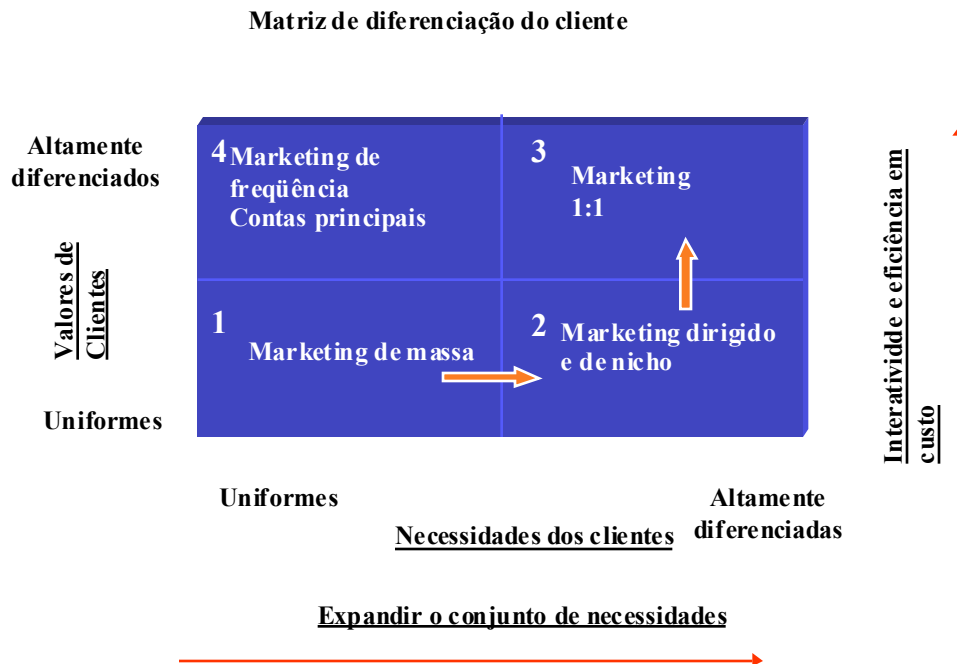 Matriz de diferenciação do cliente
Altamente
diferenciados
4 Marketing de
freqüência
Contas principais
3
Marketing
1:1
Valores de
Clientes
1
Marketing de massa
2 Marketing dirigido
e de nicho
Interatividde e eficiência em
custo
Uniformes
Uniformes
Altamente
diferenciadas
Necessidades dos clientes
Expandir o conjunto de necessidades